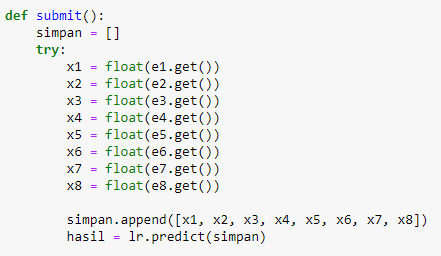 def submit():
    simpan = []
    try:
        x1 = float(e1.get())
        x2 = float(e2.get())
        x3 = float(e3.get())
        x4 = float(e4.get())
        x5 = float(e5.get())
        x6 = float(e6.get())
        x7 = float(e7.get())
        x8 = float(e8.get())

        simpan.append([x1, x2, x3, x4, x5, x6, x7, x8])
        hasil = lr.predict(simpan)